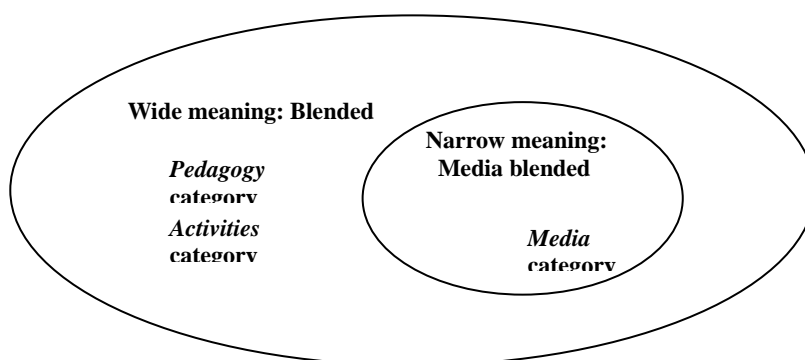 Wide meaning: Blended
Narrow meaning:
Media blended
Pedagogy
category
Activities
category
Media
category